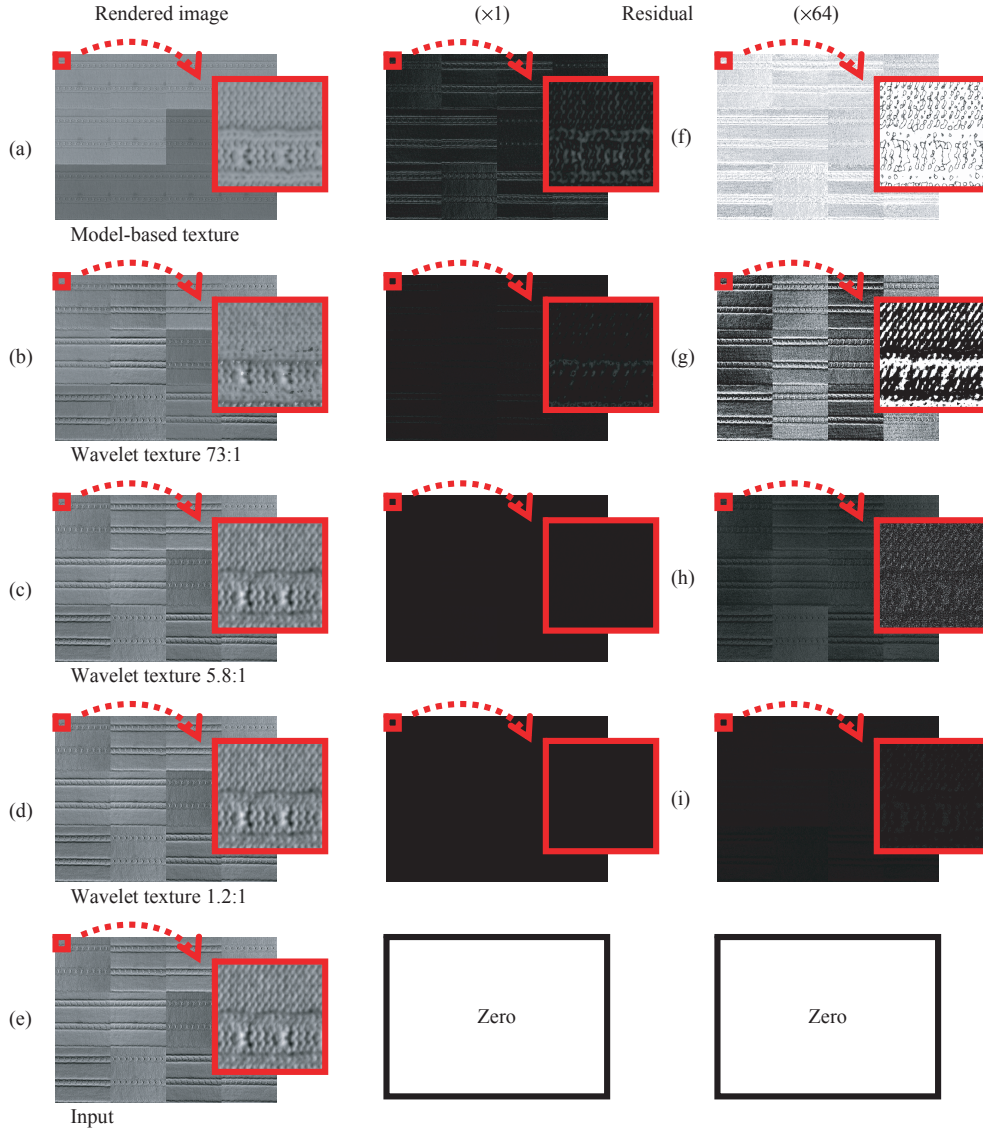 Rendered image (×1) Residual (×64)
(a) (f)
Model-based texture
(b) (g)
Wavelet texture 73:1
(c) (h)
Wavelet texture 5.8:1
(d) (i)
Wavelet texture 1.2:1
(e) Zero Zero
Input